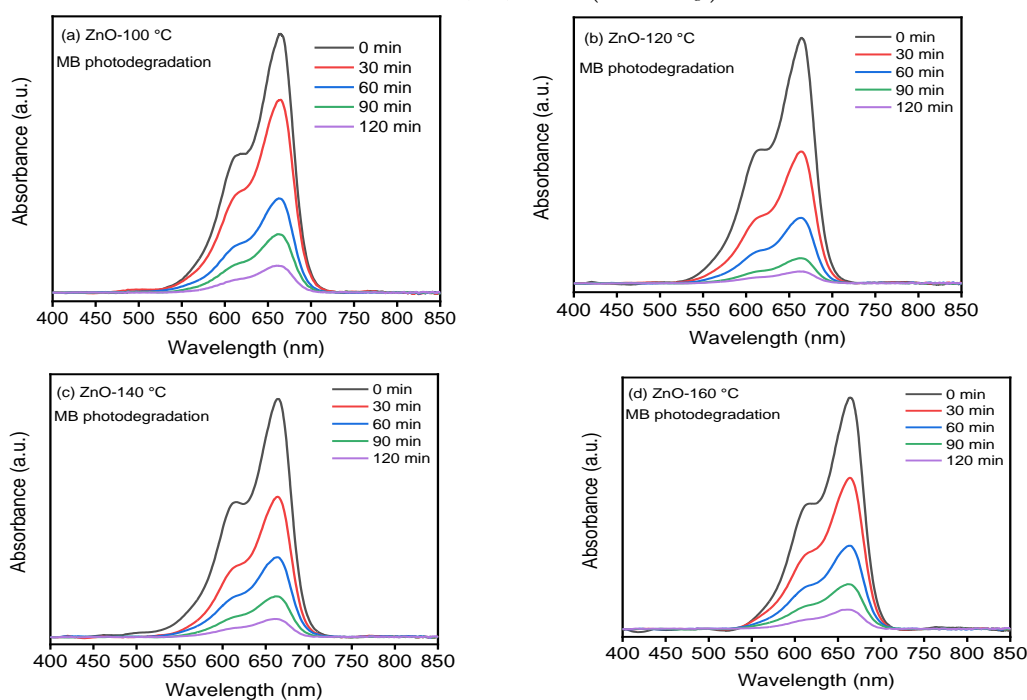 (a) ZnO-100 °C
MB photodegradation
0 min
30 min
60 min
90 min
120 min
Absorbance (a.u.)
400 450 500 550 600 650 700 750 800 850
Wavelength (nm)
(b) ZnO-120 °C
MB photodegradation
0 min
30 min
60 min
90 min
120 min
Absorbance (a.u.)
400 450 500 550 600 650 700 750 800 850
Wavelength (nm)
(c) ZnO-140 °C
MB photodegradation
0 min
30 min
60 min
90 min
120 min
Absorbance (a.u.)
400 450 500 550 600 650 700 750 800 850
Wavelength (nm)
(d) ZnO-160 °C
MB photodegradation
0 min
30 min
60 min
90 min
120 min
Absorbance (a.u.)
400 450 500 550 600 650 700 750 800 850
Wavelength (nm)